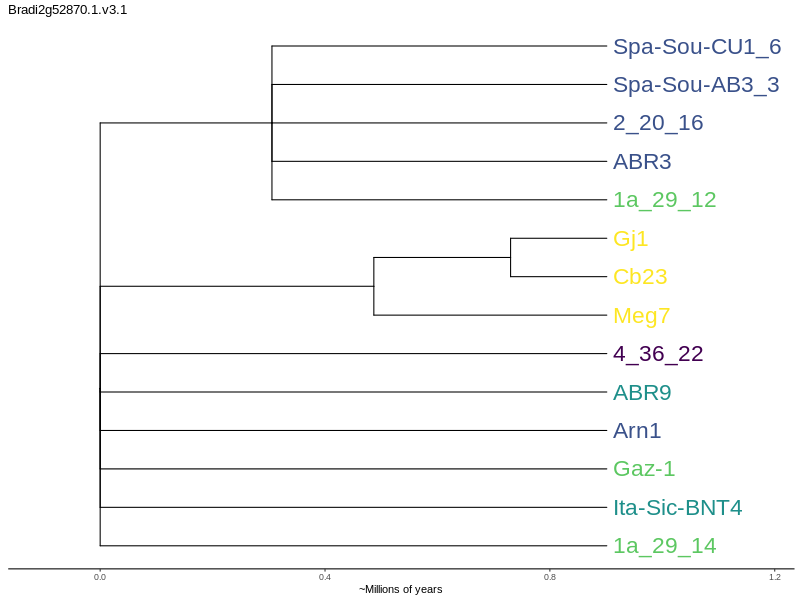 Bradi2g52870.1.v3.1
Spa-Sou-CU1_6
Spa-Sou-AB3_3
2_20_16
ABR3
1a_29_12
Gj1
Cb23
Meg7
4_36_22
ABR9
Arn1
Gaz-1
Ita-Sic-BNT4
1a_29_14
0.0 0.4 0.8 1.2
~Millions of years